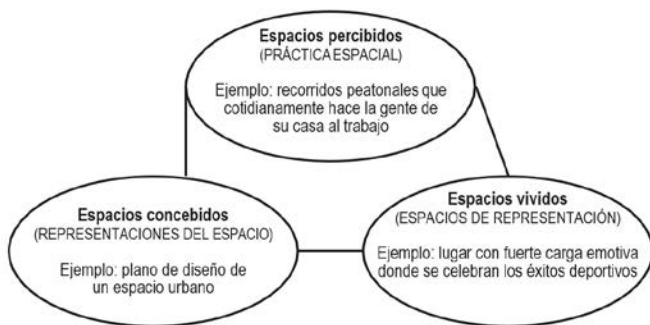 Espacios percibidos
(PRÁCTICA ESPACIAL)
Ejemplo: recorridos peatonales que
cotidianamente hace la gente de
su casa al trabajo
Espacios concebidos
(REPRESENTACIONES DEL ESPACIO)
Ejemplo: plano de diseño de
un espacio urbano
Espacios vividos
(ESPACIOS DE REPRESENTACIÓN)
Ejemplo: lugar con fuerte carga emotiva
donde se celebran los éxitos deportivos